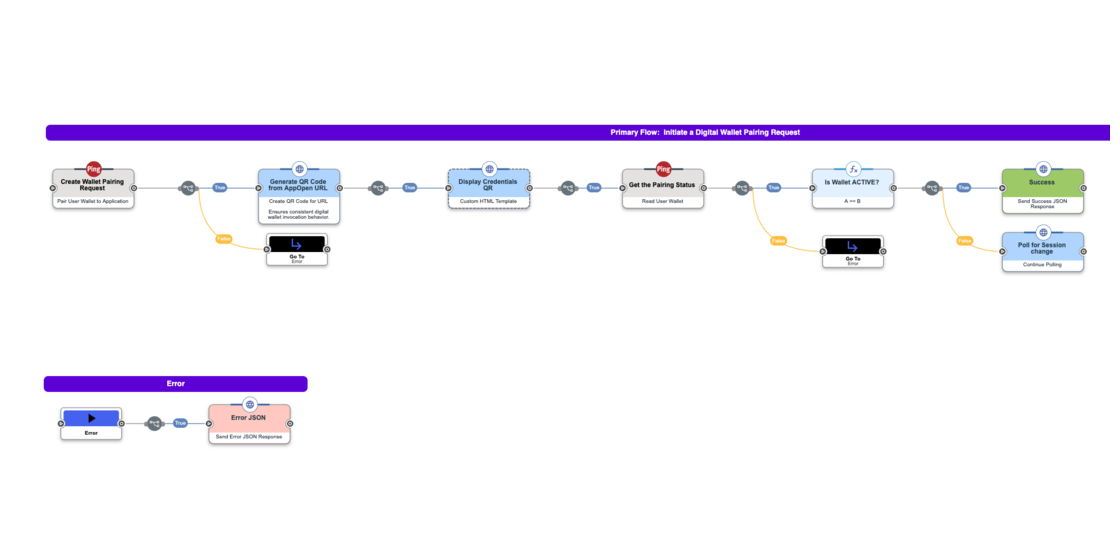 Primary Flow: Initiate a Digital Wallet Pairing Request
Ping
Create Wallet Pairing
Request
Pair User Wallet to Application
True
False
Generate QR Code
from AppOpen URL
Create QR Code for URL
Ensures consistent digital
wallet invocation behavior.
Go To
Error
True
Display Credentials
QR
Custom HTML Template
True
Ping
Get the Pairing Status
Read User Wallet
True
False
fx
Is Wallet ACTIVE?
A == B
Go To
Error
True
False
Success
Send Success JSON
Response
Poll for Session
change
Continue Polling
Error
Error
True
Error JSON
Send Error JSON Response